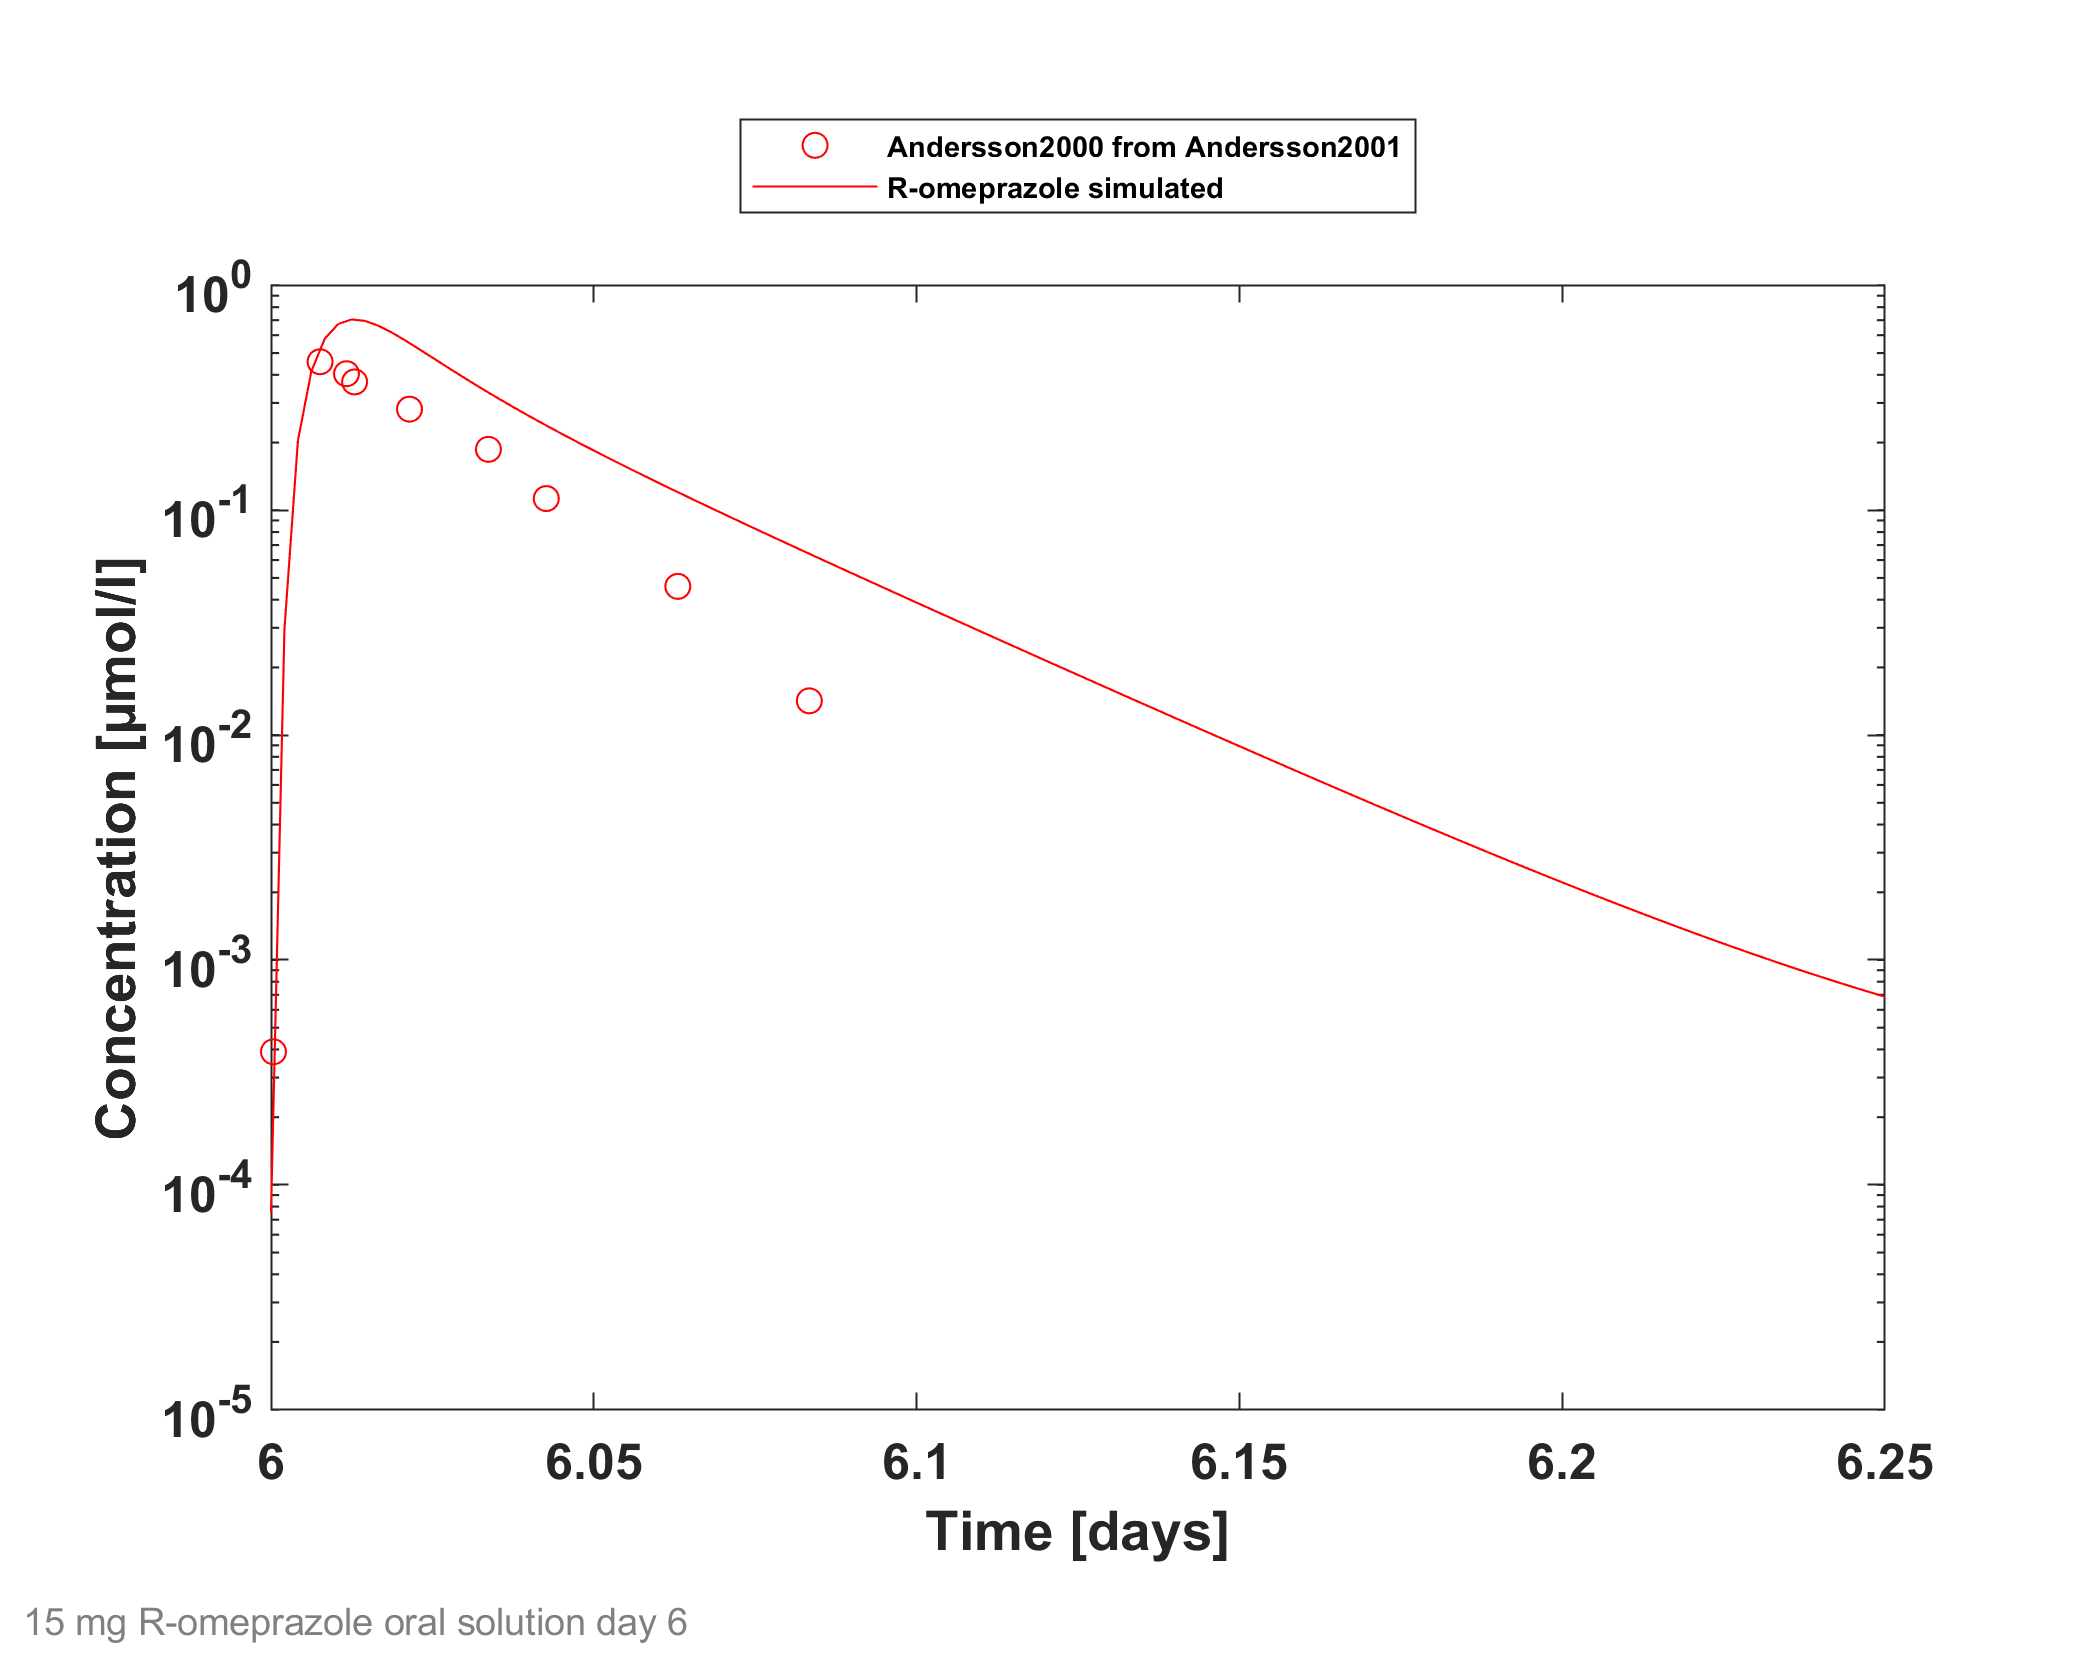 Andersson2000 from Andersson2001
R-omeprazole simulated
10^0
10^-1
10^-2
10^-3
10^-4
10^-5
Concentration [µmol/l]
6 6.05 6.1 6.15 6.2 6.25
Time [days]
15 mg R-omeprazole oral solution day 6